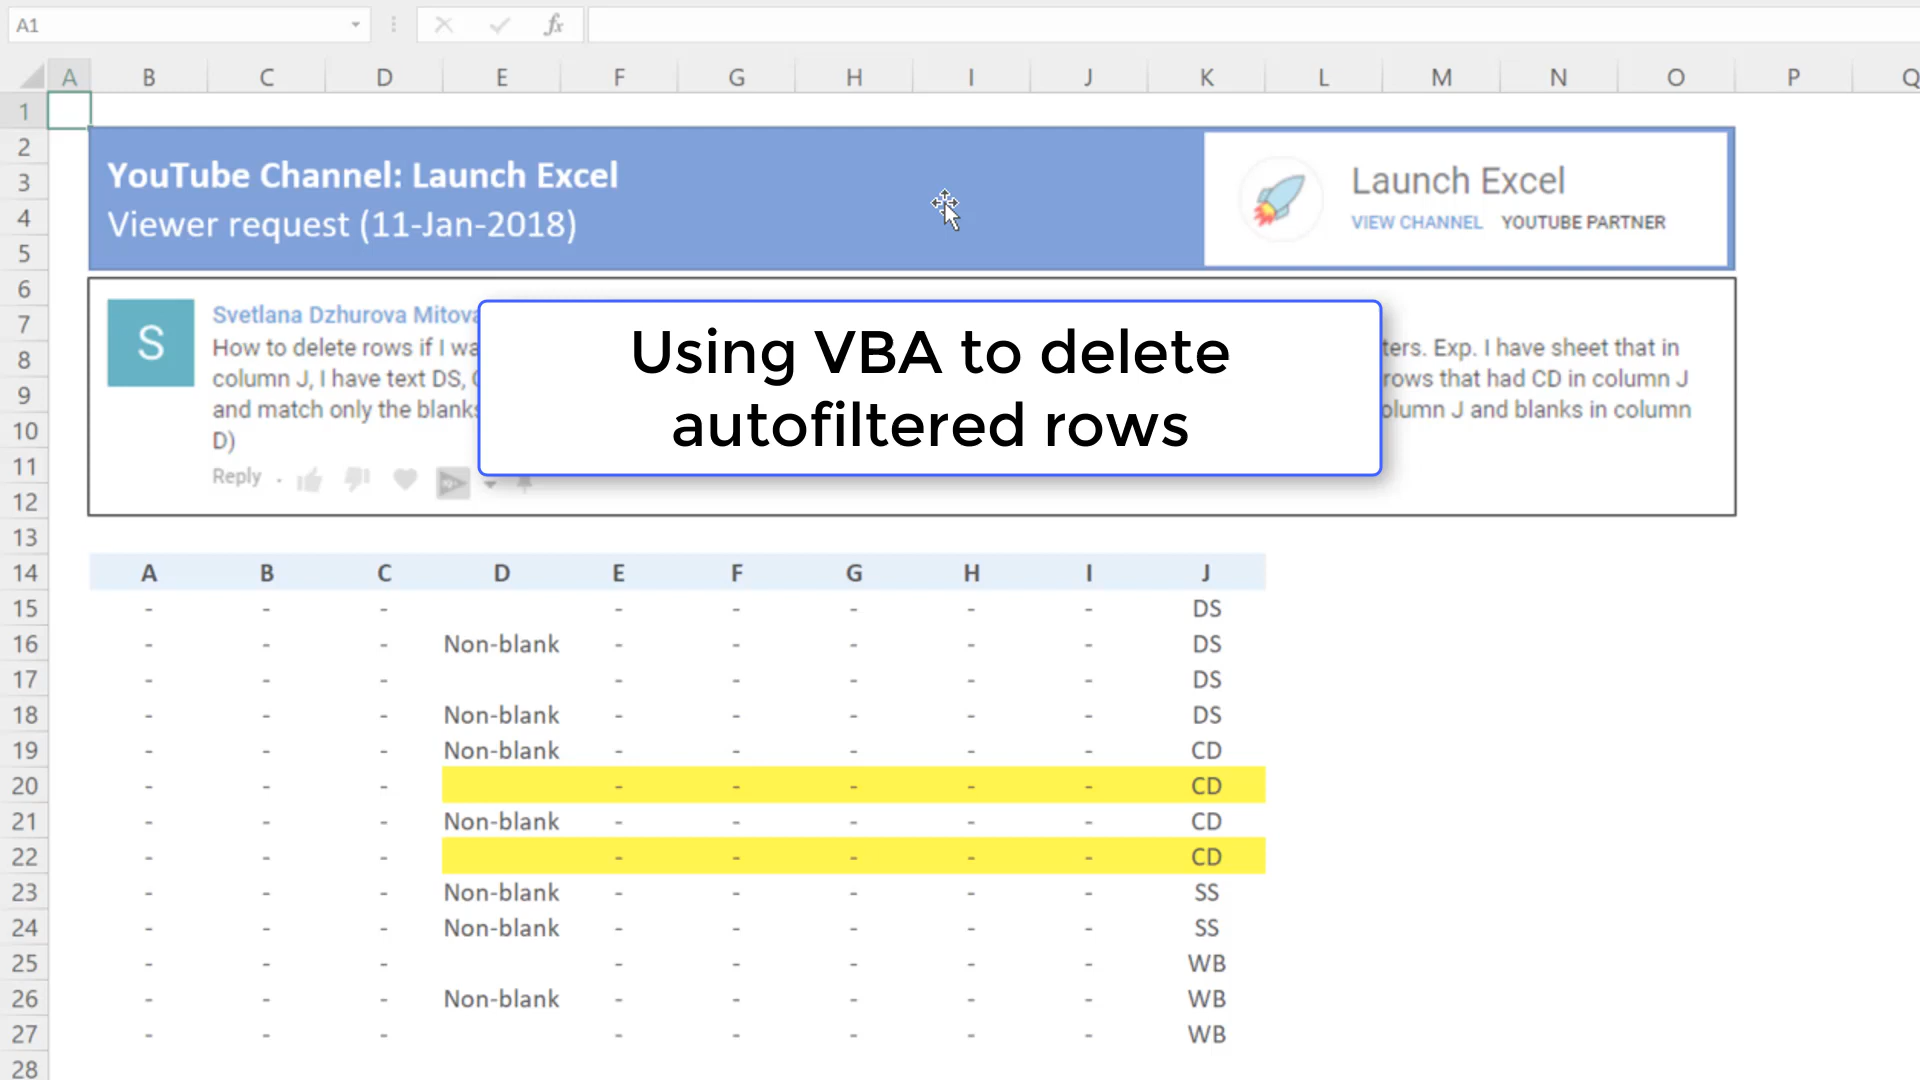 A1
fx
A B C D E F G H I J K L M N O P Q
1
2
3 YouTube Channel: Launch Excel
4 Viewer request (11-Jan-2018)
5
Launch Excel
VIEW CHANNEL YOUTUBE PARTNER
6
7 Svetlana Dzhurova Mitova
8 How to delete rows if I wa ters. Exp. I have sheet that in
9 column J, I have text DS, rows that had CD in column J
10 and match only the blanks olumn J and blanks in column
D)
11 Reply
12
Using VBA to delete
autofiltered rows
13
14 A B C D E F G H I J
15 - - - - - - - - DS
16 - - - Non-blank - - - - - DS
17 - - - - - - - - DS
18 - - - Non-blank - - - - - DS
19 - - - Non-blank - - - - - CD
20 - - - - - - - - CD
21 - - - Non-blank - - - - - CD
22 - - - - - - - - CD
23 - - - Non-blank - - - - - SS
24 - - - Non-blank - - - - - SS
25 - - - - - - - - WB
26 - - - Non-blank - - - - - WB
27 - - - - - - - - WB
28